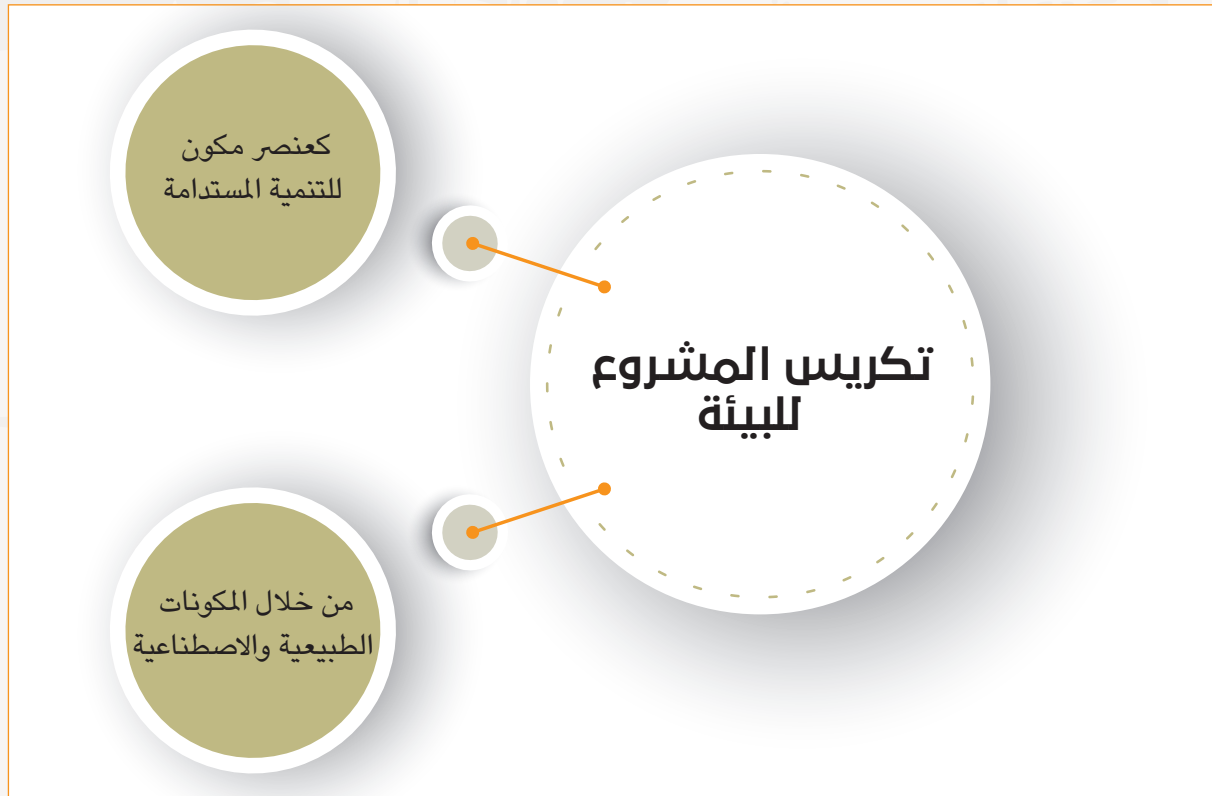 تكريس المشروع
للبيئة
كعنصر مكون
للتنمية المستدامة
من خلال المكونات
الطبيعية والاصطناعية